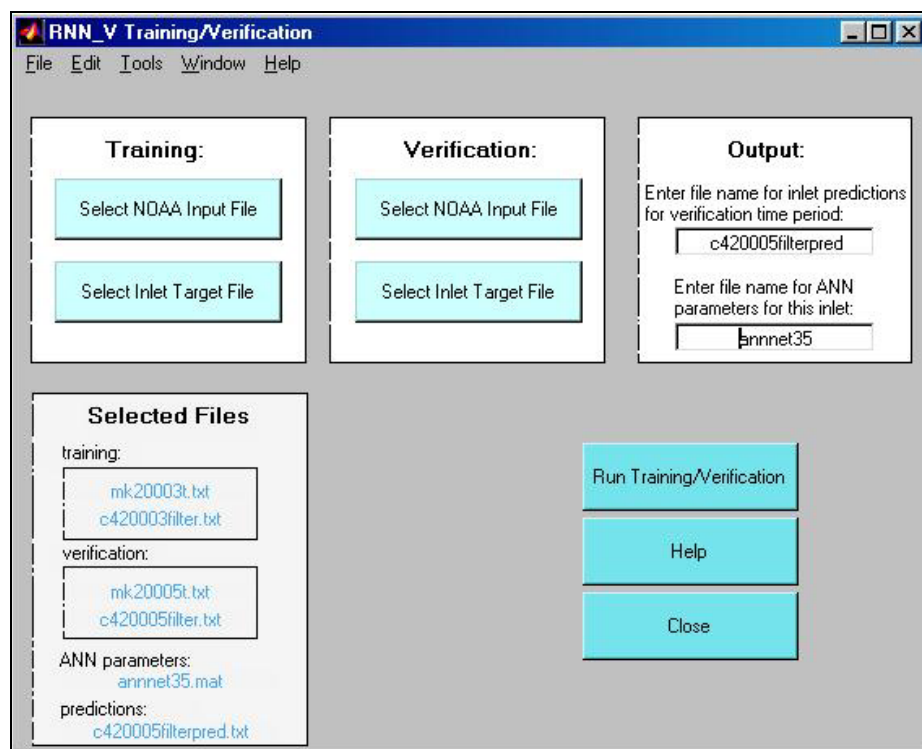 RNN_V Training/Verification
File Edit Tools Window Help
Training:
Select NOAA Input File
Select Inlet Target File
Verification:
Select NOAA Input File
Select Inlet Target File
Output:
Enter file name for inlet predictions
for verification time period:
c420005filterpred
Enter file name for ANN
parameters for this inlet:
annnet35
Selected Files
training:
mk20003t.txt
c420003filter.txt
verification:
mk20005t.txt
c420005filter.txt
ANN parameters:
annnet35.mat
predictions:
c420005filterpred.txt
Run Training/Verification
Help
Close